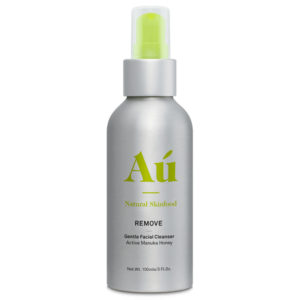 Aú
Natural Skinfood
REMOVE
Gentle Facial Cleanser
Active Manuka Honey